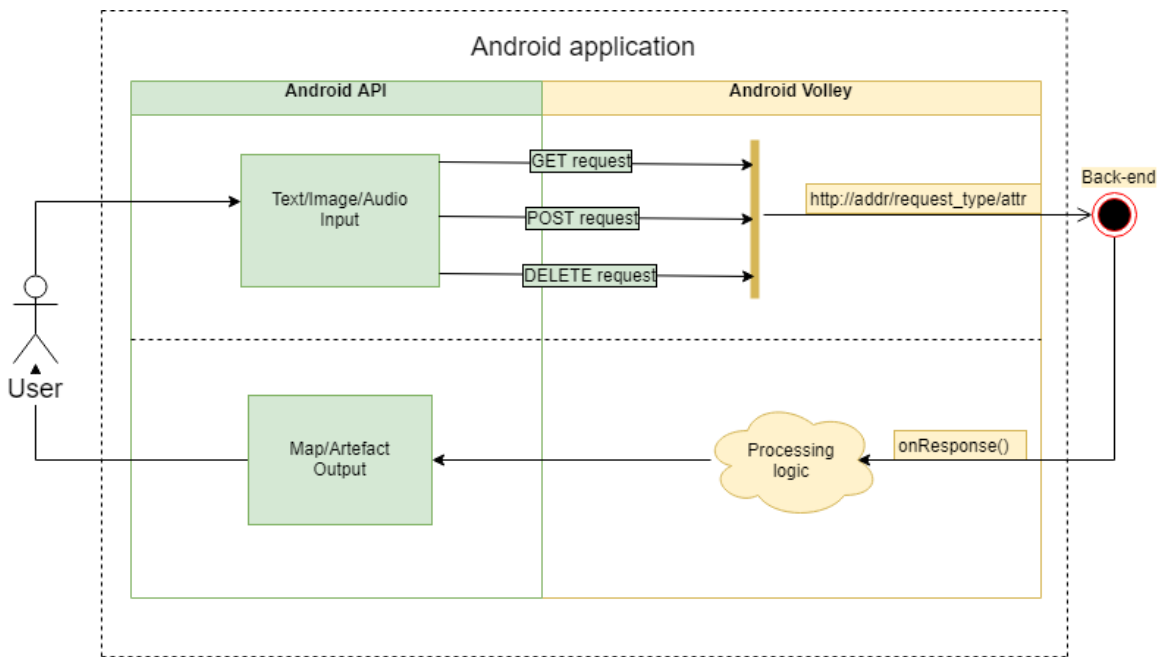 Android application
Android API
Android Volley
GET request
Text/Image/Audio
Input
POST request
DELETE request
http://addr/request_type/attr
Back-end
User
Map/Artefact
Output
Processing
logic
onResponse()